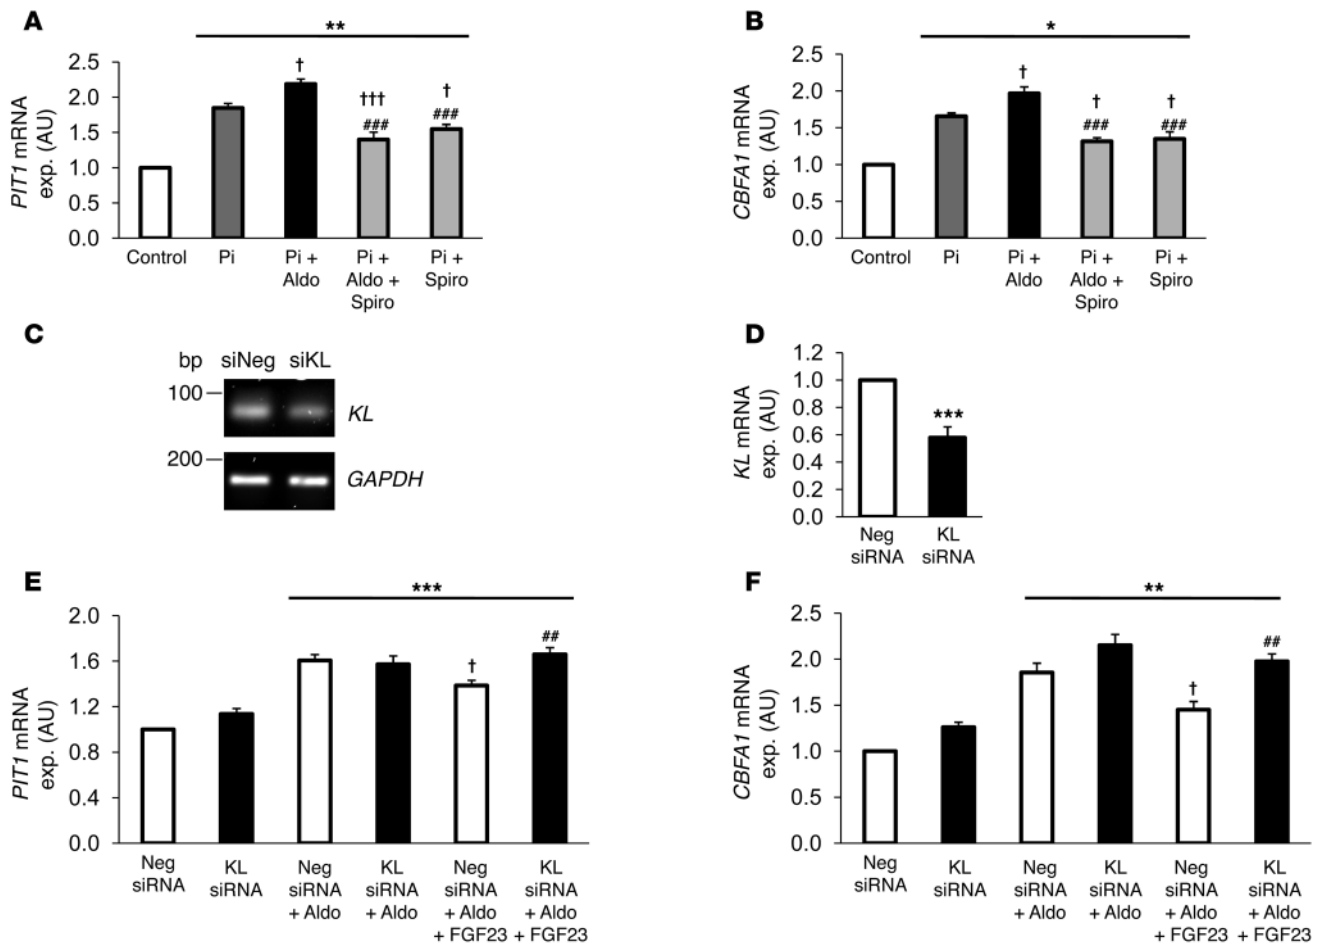 A
**
PIT1 mRNA
exp. (AU)
2.5
2.0
1.5
1.0
0.5
0.0
†
†††
###
†
###
Control
Pi
Pi +
Aldo
Pi +
Aldo +
Spiro
Pi +
Spiro
B
*
CBFA1 mRNA
exp. (AU)
2.5
2.0
1.5
1.0
0.5
0.0
†
†
###
†
###
Control
Pi
Pi +
Aldo
Pi +
Aldo +
Spiro
Pi +
Spiro
C
bp siNeg siKL
100
KL
200
GAPDH
D
KL mRNA
exp. (AU)
1.2
1.0
0.8
0.6
0.4
0.2
0.0
***
Neg
siRNA
KL
siRNA
E
***
PIT1 mRNA
exp. (AU)
2.0
1.6
1.2
0.8
0.4
0.0
†
##
Neg
siRNA
KL
siRNA
Neg
siRNA
+ Aldo
KL
siRNA
+ Aldo
Neg
siRNA
+ Aldo
+ FGF23
KL
siRNA
+ Aldo
+ FGF23
F
**
CBFA1 mRNA
exp. (AU)
2.5
2.0
1.5
1.0
0.5
0.0
†
##
Neg
siRNA
KL
siRNA
Neg
siRNA
+ Aldo
KL
siRNA
+ Aldo
Neg
siRNA
+ Aldo
+ FGF23
KL
siRNA
+ Aldo
+ FGF23